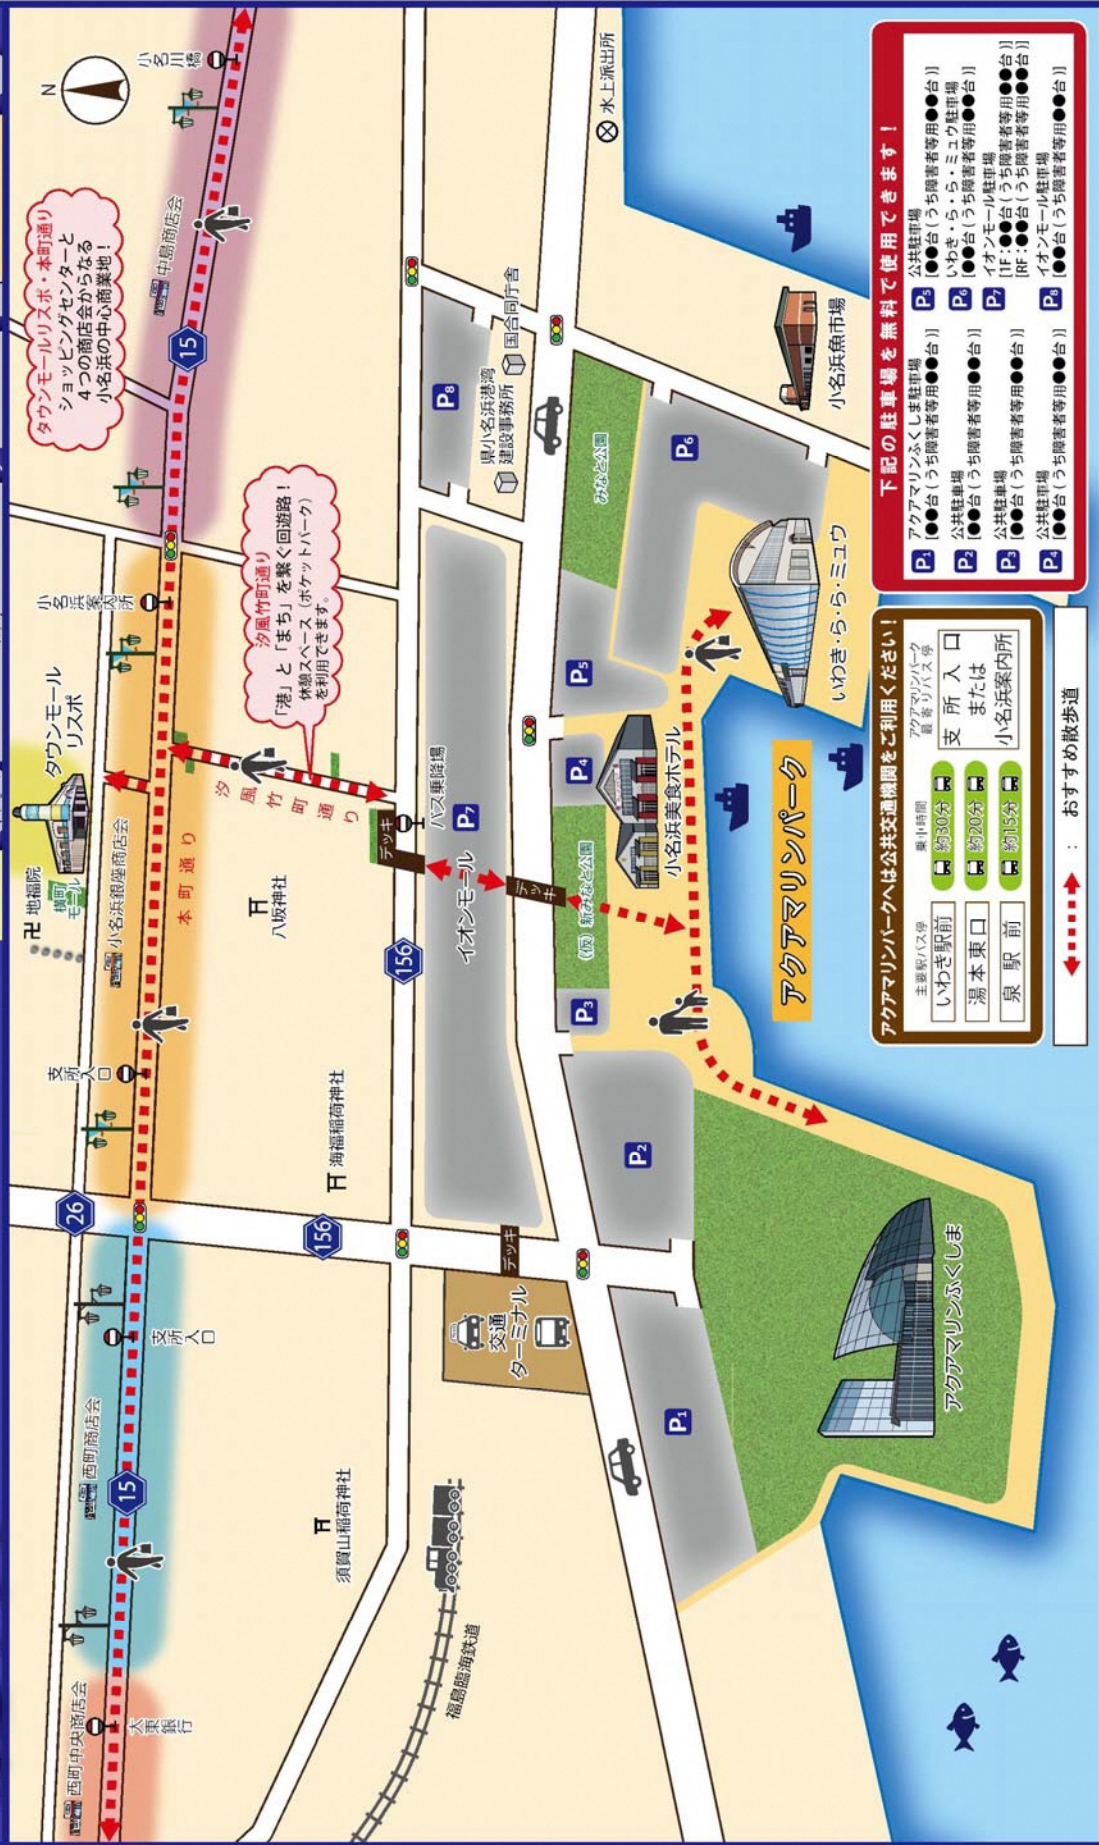 N
小名川橋
中島商店会
15
タウンモールリスポ・本町通り
ショッピングセンターと
4つの商店会からなる
小名浜の中心商業地!
小名浜案内所
タウンモール
リスポ
卍 地福院
横町
モール
小名浜銀座商店会
本町通り
汐風竹町通り
汐風竹町通り
「港」と「まち」を繋ぐ回遊路!
休憩スペース(ポケットパーク)
を利用できます。
支所入口
26
支所入口
西町商店会
15
西町中央商店会
大東銀行
八坂神社
海福稲荷神社
156
156
須賀山稲荷神社
福島臨海鉄道
交通
ターミナル
デッキ
デッキ
デッキ
バス乗降場
イオンモール
P7
P8
県小名浜港湾
建設事務所
国合同庁舎
水上派出所
みなと公園
P6
P5
P4
(仮)新みなと公園
P3
P2
P1
小名浜美食ホテル
いわき・ら・ら・ミュウ
小名浜魚市場
アクアマリンパーク
アクアマリンふくしま
アクアマリンパークへは公共交通機関をご利用ください!
主要駅バス停
乗車時間
アクアマリンパーク
最寄りバス停
いわき駅前
約30分
湯本東口
約20分
泉駅前
約15分
支所入口
または
小名浜案内所
: おすすめ散歩道
下記の駐車場を無料で使用できます!
P1 アクアマリンふくしま駐車場
[●●台(うち障害者等用●●台)]
P2 公共駐車場
[●●台(うち障害者等用●●台)]
P3 公共駐車場
[●●台(うち障害者等用●●台)]
P4 公共駐車場
[●●台(うち障害者等用●●台)]
P5 公共駐車場
[●●台(うち障害者等用●●台)]
P6 いわき・ら・ら・ミュウ駐車場
[●●台(うち障害者等用●●台)]
P7 イオンモール駐車場
[1F:●●台(うち障害者等用●●台)]
[RF:●●台(うち障害者等用●●台)]
P8 イオンモール駐車場
[●●台(うち障害者等用●●台)]